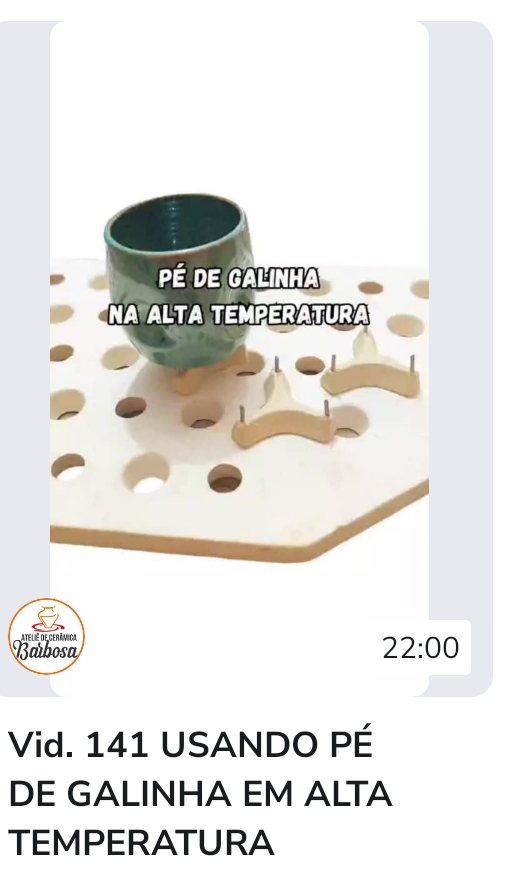 PÉ DE GALINHA
NA ALTA TEMPERATURA
ATELIÊ DE CERÂMICA
Barbosa
22:00
Vid. 141 USANDO PÉ
DE GALINHA EM ALTA
TEMPERATURA